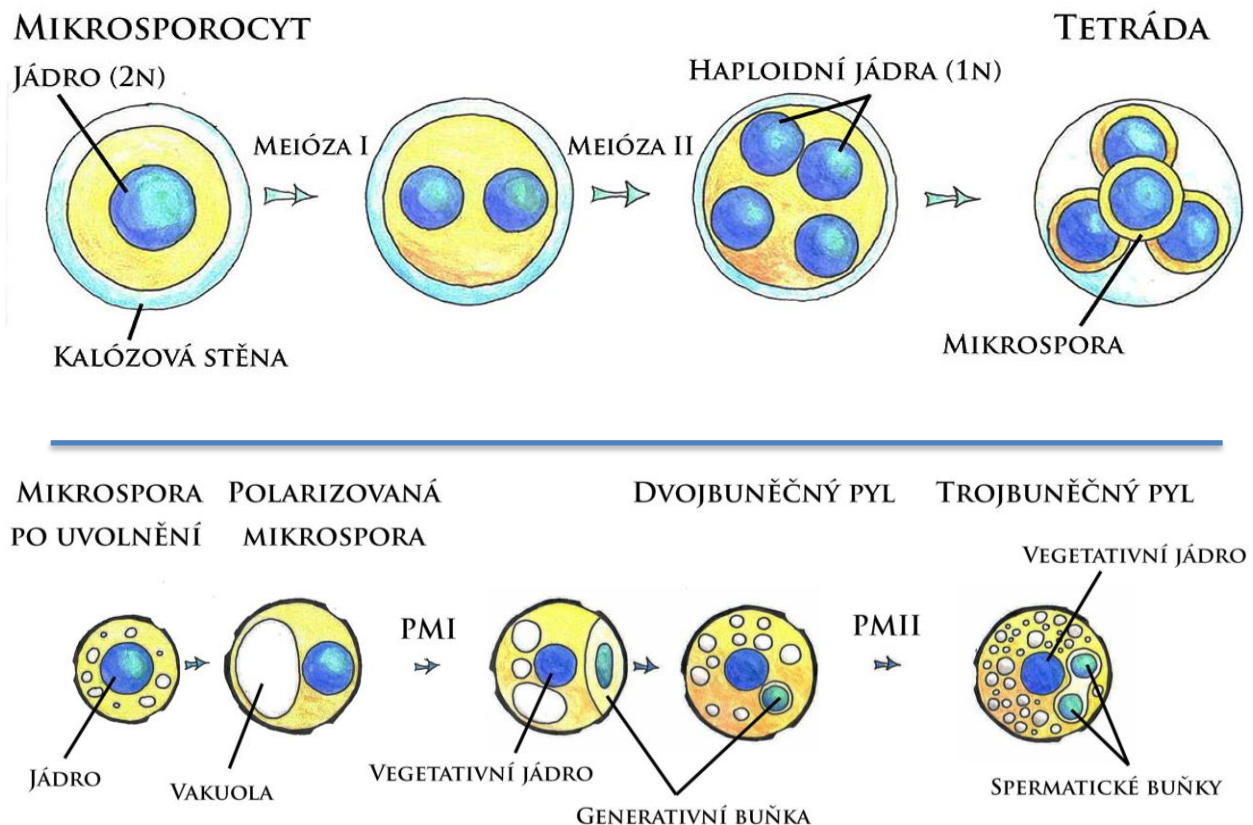 MIKROSPOROCYT
TETRÁDA
JÁDRO (2N)
HAPLOIDNÍ JÁDRA (1N)
MEIÓZA I
MEIÓZA II
KALÓZOVÁ STĚNA
MIKROSPORA
MIKROSPORA
PO UVOLNĚNÍ
POLARIZOVANÁ
MIKROSPORA
DVOJBUNĚČNÝ PYL
TROJBUNĚČNÝ PYL
VEGETATIVNÍ JÁDRO
PMI
PMII
JÁDRO
VAKUOLA
VEGETATIVNÍ JÁDRO
GENERATIVNÍ BUŇKA
SPERMATICKÉ BUŇKY